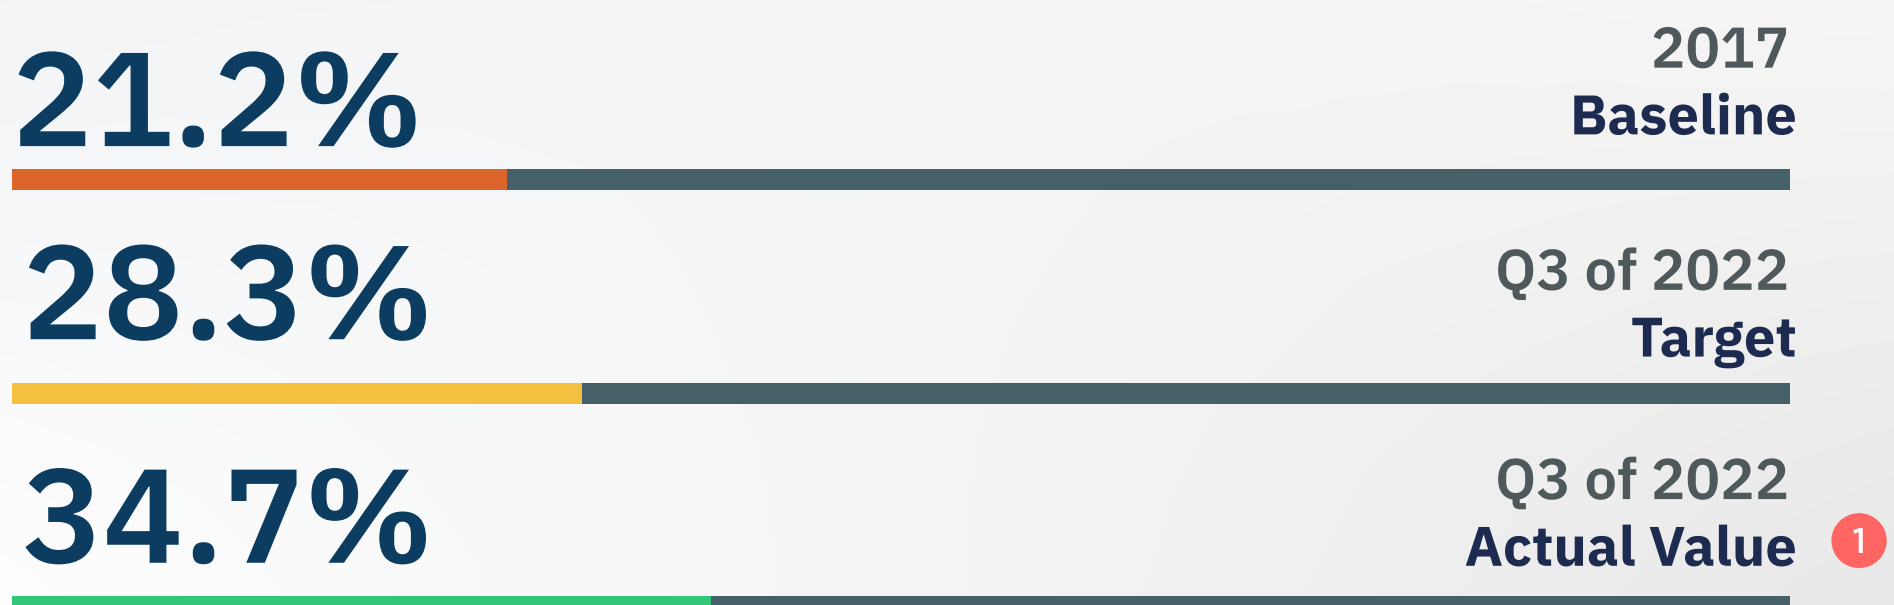 21.2%
2017
Baseline
28.3%
Q3 of 2022
Target
34.7%
Q3 of 2022
Actual Value
1